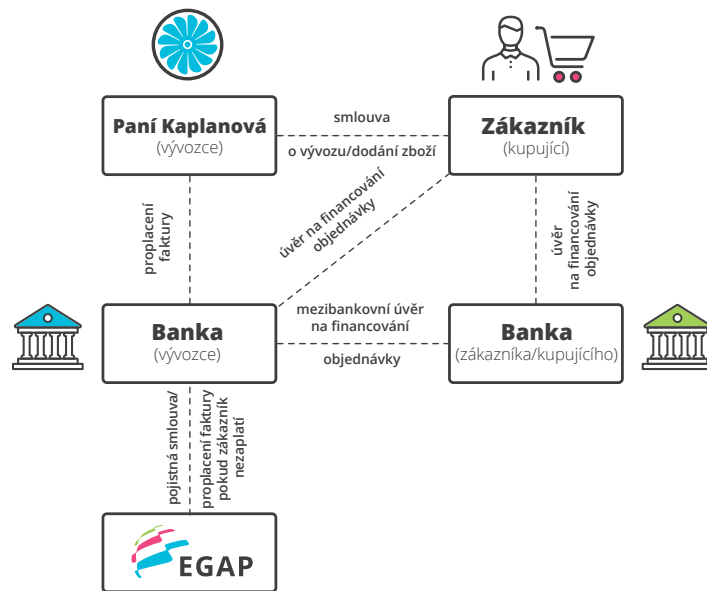 Paní Kaplanová
(vývozce)
smlouva
o vývozu/dodání zboží
Zákazník
(kupující)
proplacení
faktury
úvěr na financování
objednávky
úvěr
na financování
objednávky
Banka
(vývozce)
mezibankovní úvěr
na financování
objednávky
Banka
(zákazníka/kupujícího)
pojistná smlouva/
proplacení faktury
pokud zákazník
nezaplatí
EGAP